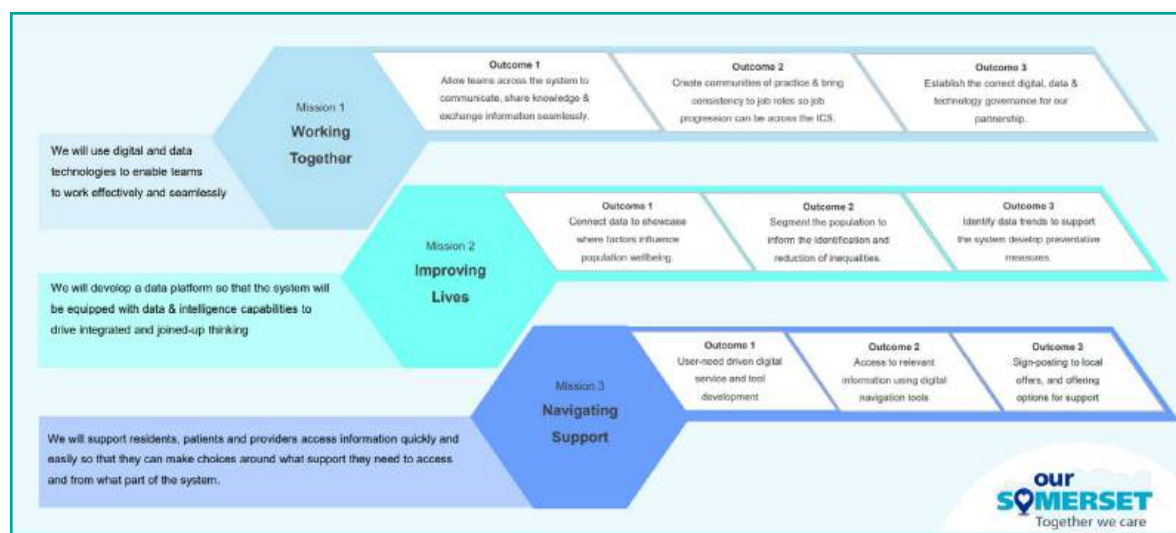 Outcome 1
Allow teams across the system to
communicate, share knowledge &
exchange information seamlessly.
Outcome 2
Create communities of practice & bring
consistency to job roles so job
progression can be across the ICS.
Outcome 3
Establish the correct digital, data &
technology governance for our
partnership.
Mission 1
Working
Together
We will use digital and data
technologies to enable teams
to work effectively and seamlessly
Outcome 1
Connect data to showcase
where factors influence
population wellbeing.
Outcome 2
Segment the population to
inform the identification and
reduction of inequalities.
Outcome 3
Identify data trends to support
the system develop preventative
measures.
Mission 2
Improving
Lives
We will develop a data platform so that the system will
be equipped with data & intelligence capabilities to
drive integrated and joined-up thinking
Outcome 1
User-need driven digital
service and tool
development
Outcome 2
Access to relevant
information using digital
navigation tools
Outcome 3
Sign-posting to local
offers, and offering
options for support
Mission 3
Navigating
Support
We will support residents, patients and providers access information quickly and
easily so that they can make choices around what support they need to access
and from what part of the system.
our
SOMERSET
Together we care